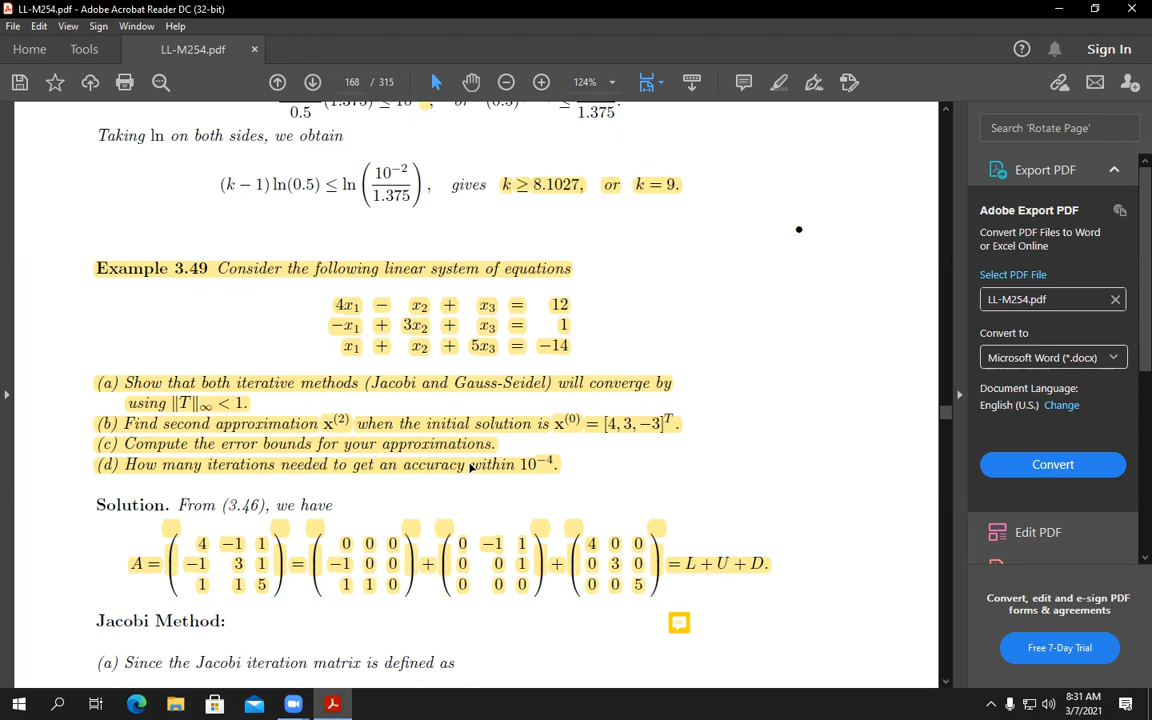 LL-M254.pdf - Adobe Acrobat Reader DC (32-bit)
File Edit View Sign Window Help
Home Tools LL-M254.pdf × Sign In
168 / 315 124%
0.5 1.375.
Taking ln on both sides, we obtain
(k − 1) ln(0.5) ≤ ln (10⁻² / 1.375), gives k ≥ 8.1027, or k = 9.
Example 3.49 Consider the following linear system of equations
4x₁ − x₂ + x₃ = 12
−x₁ + 3x₂ + x₃ = 1
x₁ + x₂ + 5x₃ = −14
(a) Show that both iterative methods (Jacobi and Gauss-Seidel) will converge by
using ‖T‖∞ < 1.
(b) Find second approximation x⁽²⁾ when the initial solution is x⁽⁰⁾ = [4, 3, −3]ᵀ.
(c) Compute the error bounds for your approximations.
(d) How many iterations needed to get an accuracy within 10⁻⁴.
Solution. From (3.46), we have
4 −1 1 0 0 0 0 −1 1 4 0 0
A = ( −1 3 1 ) = ( −1 0 0 ) + ( 0 0 1 ) + ( 0 3 0 ) = L + U + D.
1 1 5 1 1 0 0 0 0 0 0 5
Jacobi Method:
(a) Since the Jacobi iteration matrix is defined as
Search 'Rotate Page'
Export PDF
Adobe Export PDF
Convert PDF Files to Word
or Excel Online
Select PDF File
LL-M254.pdf ×
Convert to
Microsoft Word (*.docx)
Document Language:
English (U.S.) Change
Convert
Edit PDF
Convert, edit and e-sign PDF
forms & agreements
Free 7-Day Trial
8:31 AM
3/7/2021